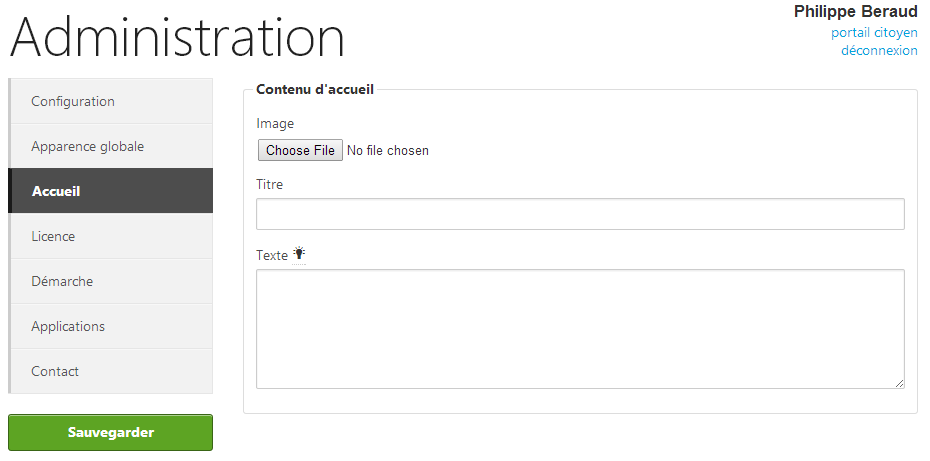 Administration
Philippe Beraud
portail citoyen
déconnexion
Configuration
Apparence globale
Accueil
Licence
Démarche
Applications
Contact
Sauvegarder
Contenu d'accueil
Image
Choose File No file chosen
Titre
Texte